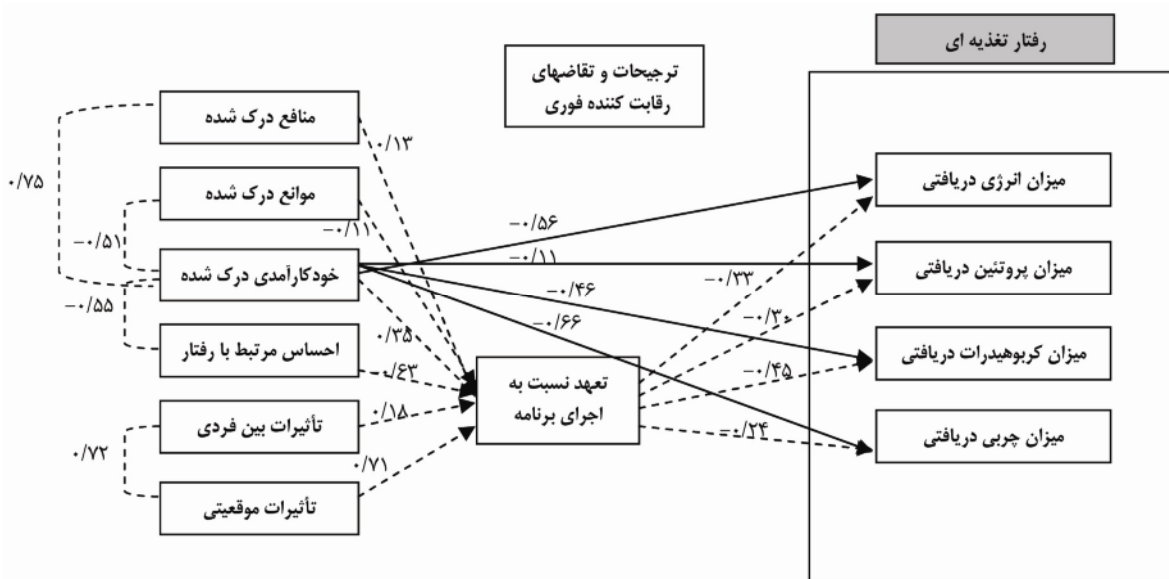 رفتار تغذیه ای
ترجیحات و تقاضهای
رقابت کننده فوری
منافع درک شده
موانع درک شده
خودکارآمدی درک شده
احساس مرتبط با رفتار
تأثیرات بین فردی
تأثیرات موقعیتی
تعهد نسبت به
اجرای برنامه
میزان انرژی دریافتی
میزان پروتئین دریافتی
میزان کربوهیدرات دریافتی
میزان چربی دریافتی
۰/۷۵
−۰/۵۱
−۰/۵۵
۰/۷۲
۰/۱۳
−۰/۱۱
۰/۳۵
۰/۶۳
۰/۱۸
۰/۷۱
−۰/۵۶
−۰/۱۱
−۰/۴۶
−۰/۶۶
−۰/۳۳
−۰/۳۰
−۰/۴۵
−۰/۲۴